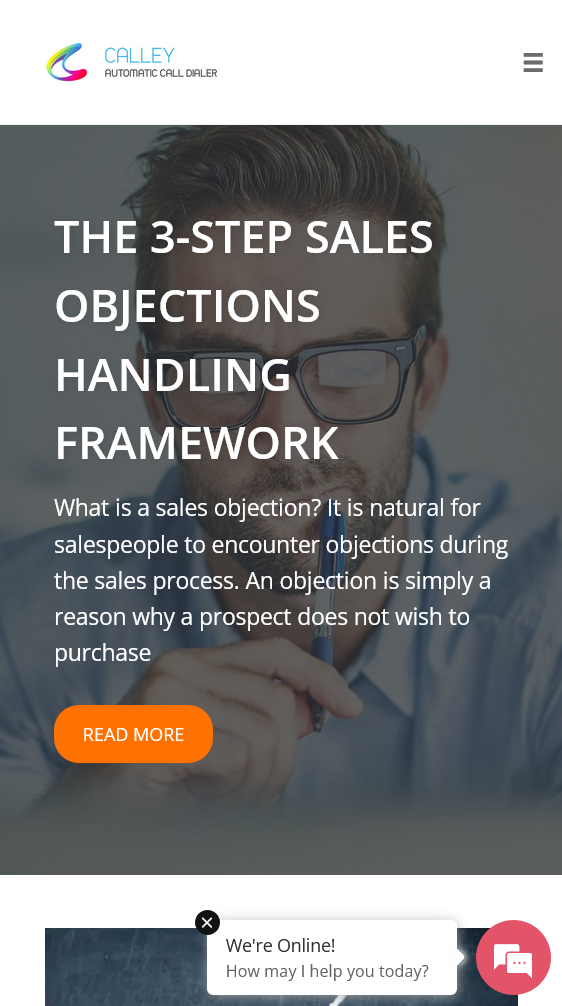 CALLEY
AUTOMATIC CALL DIALER
THE 3-STEP SALES
OBJECTIONS
HANDLING
FRAMEWORK
What is a sales objection? It is natural for
salespeople to encounter objections during
the sales process. An objection is simply a
reason why a prospect does not wish to
purchase
READ MORE
We're Online!
How may I help you today?